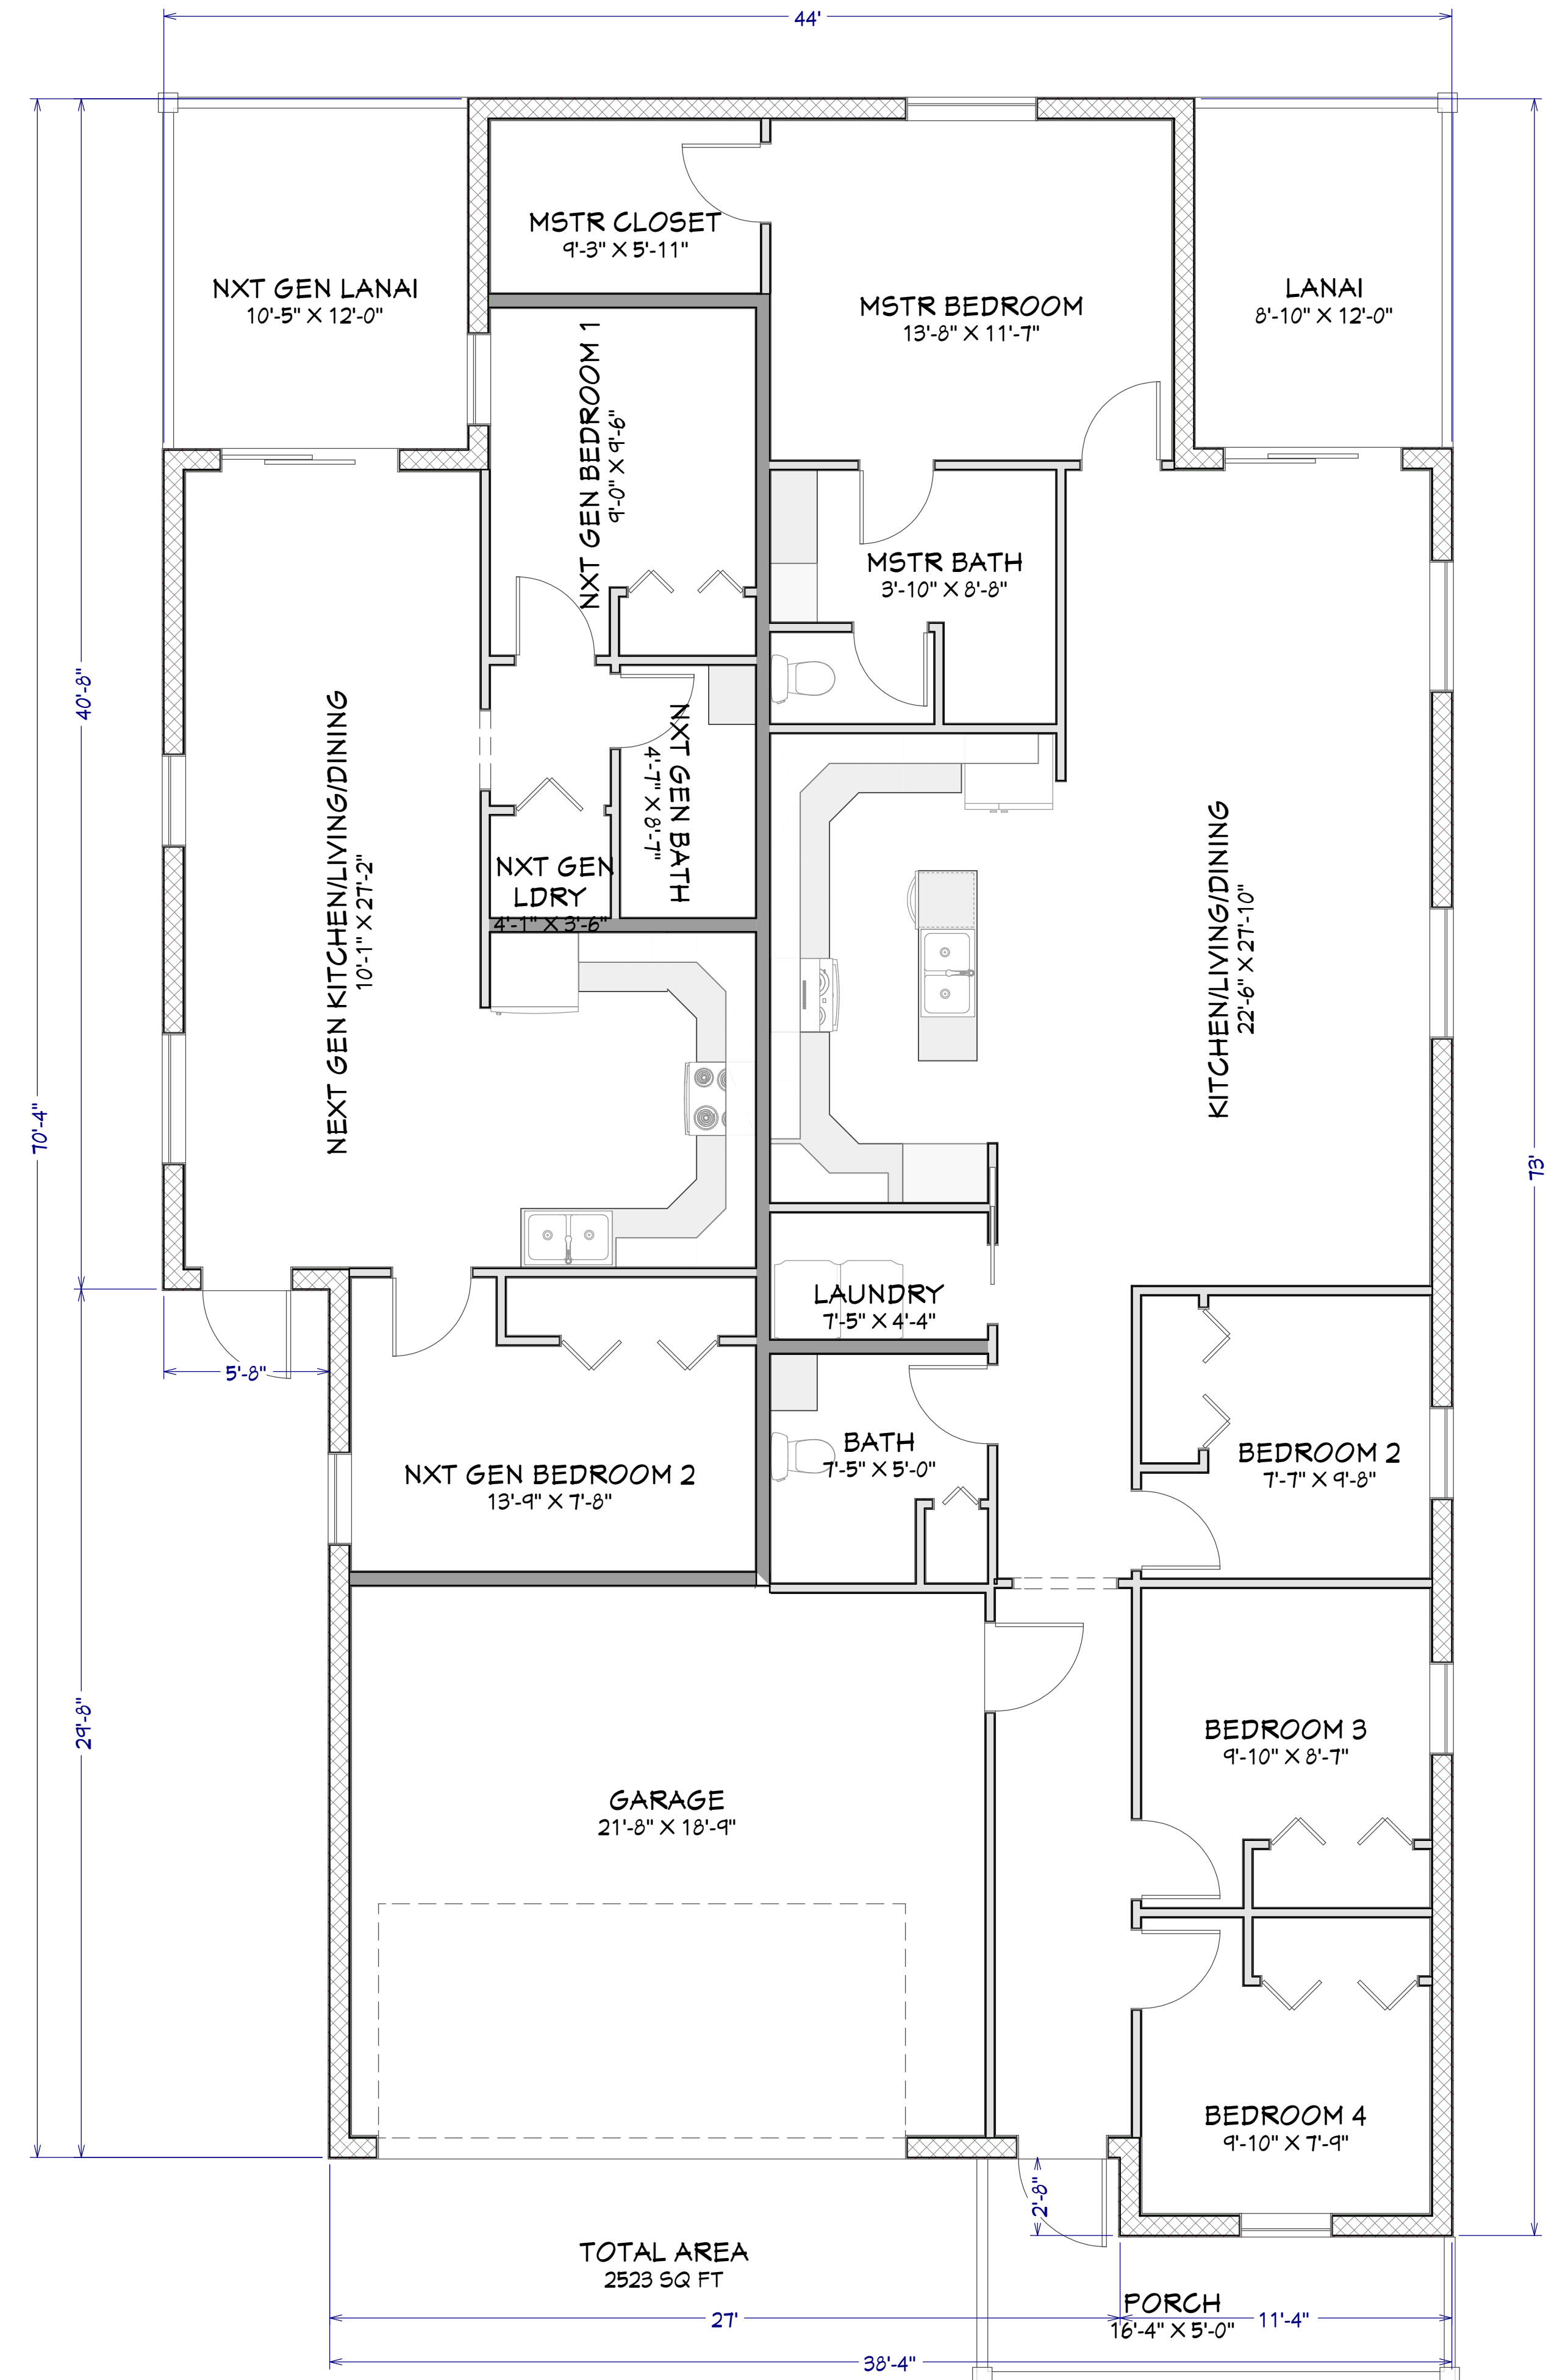 44'
MSTR CLOSET
9'-3" X 5'-11"
NXT GEN LANAI
10'-5" X 12'-0"
MSTR BEDROOM
13'-8" X 11'-7"
LANAI
8'-10" X 12'-0"
NXT GEN BEDROOM 1
9'-0" X 9'-6"
MSTR BATH
3'-10" X 8'-8"
40'-8"
NEXT GEN KITCHEN/LIVING/DINING
10'-1" X 27'-2"
NXT GEN BATH
4'-7" X 8'-7"
NXT GEN
LDRY
4'-1" X 3'-6"
KITCHEN/LIVING/DINING
22'-6" X 27'-10"
70'-4"
73'
LAUNDRY
7'-5" X 4'-4"
5'-8"
BATH
7'-5" X 5'-0"
BEDROOM 2
7'-7" X 9'-8"
NXT GEN BEDROOM 2
13'-9" X 7'-8"
29'-8"
BEDROOM 3
9'-10" X 8'-7"
GARAGE
21'-8" X 18'-9"
BEDROOM 4
9'-10" X 7'-9"
2'-8"
TOTAL AREA
2523 SQ FT
PORCH
16'-4" X 5'-0"
27'
11'-4"
38'-4"